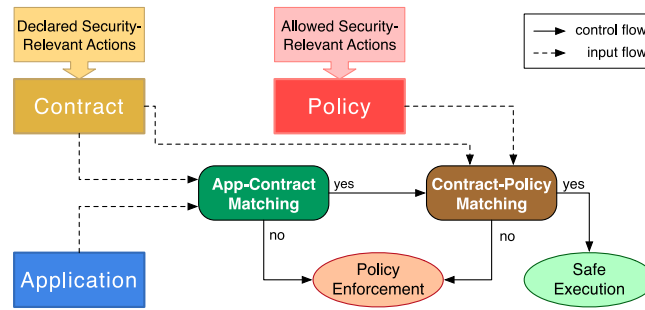 Declared Security-
Relevant Actions
Allowed Security-
Relevant Actions
control flow
input flow
Contract
Policy
App-Contract
Matching
yes
Contract-Policy
Matching
yes
no
no
Application
Policy
Enforcement
Safe
Execution